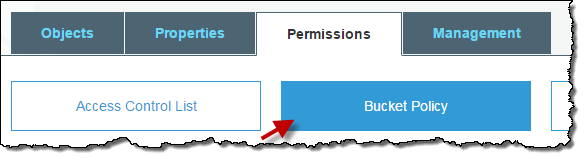 Objects Properties Permissions Management
Access Control List Bucket Policy